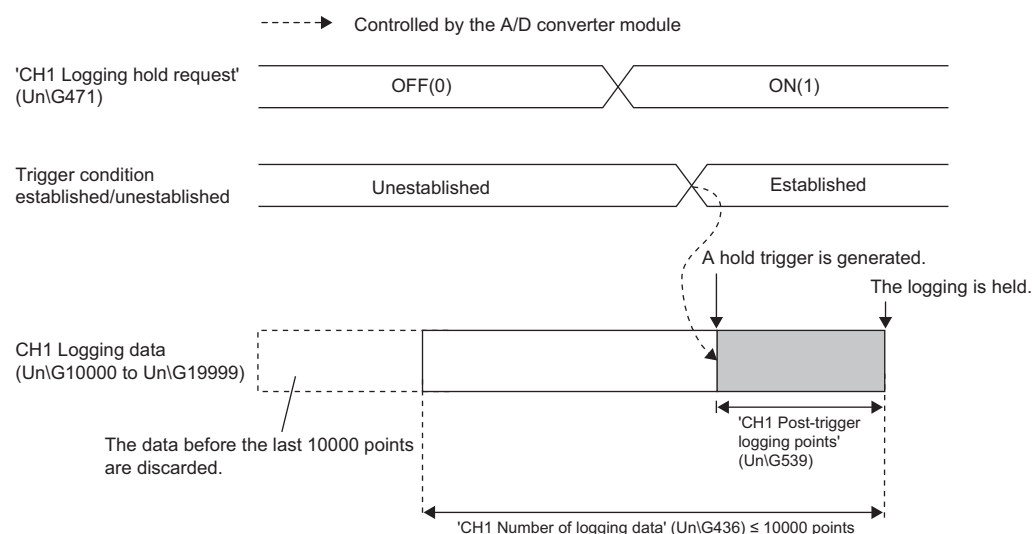 Controlled by the A/D converter module
'CH1 Logging hold request'
(Un\G471)
OFF(0)
ON(1)
Trigger condition
established/unestablished
Unestablished
Established
A hold trigger is generated.
The logging is held.
CH1 Logging data
(Un\G10000 to Un\G19999)
The data before the last 10000 points
are discarded.
'CH1 Post-trigger
logging points'
(Un\G539)
'CH1 Number of logging data' (Un\G436) ≤ 10000 points